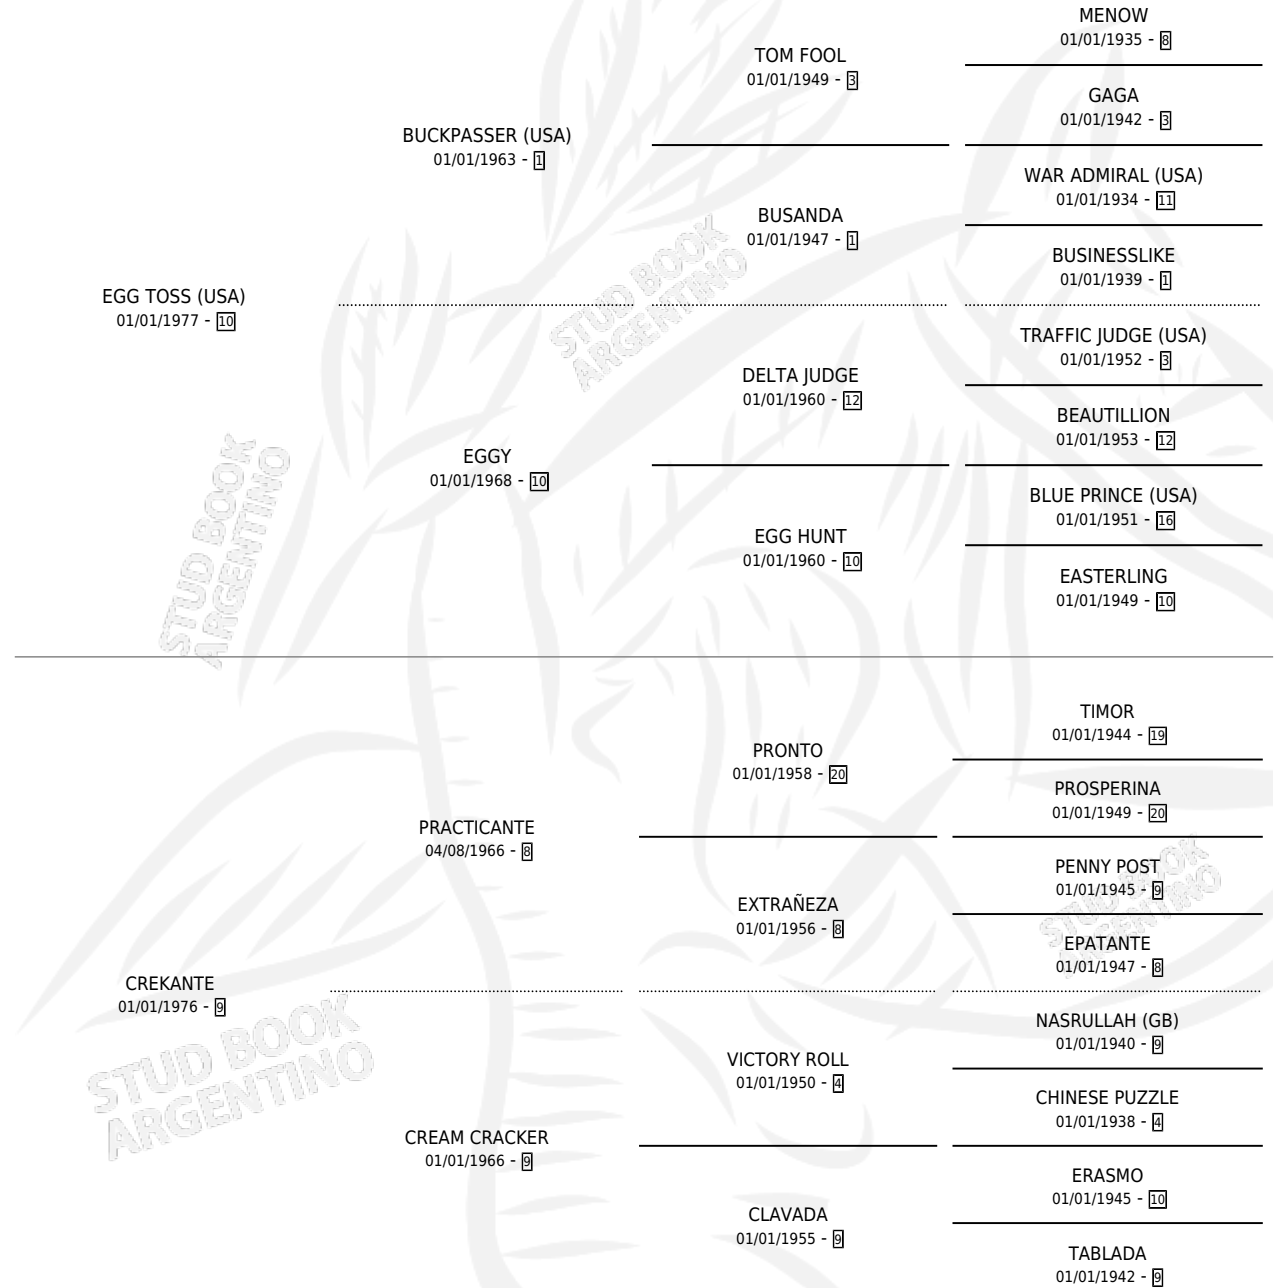 MENOW
01/01/1935 - 8
TOM FOOL
01/01/1949 - 3
GAGA
01/01/1942 - 3
BUCKPASSER (USA)
01/01/1963 - 1
WAR ADMIRAL (USA)
01/01/1934 - 11
BUSANDA
01/01/1947 - 1
BUSINESSLIKE
01/01/1939 - 1
EGG TOSS (USA)
01/01/1977 - 10
STUD BOOK
ARGENTINO
TRAFFIC JUDGE (USA)
01/01/1952 - 3
DELTA JUDGE
01/01/1960 - 12
BEAUTILLION
01/01/1953 - 12
EGGY
01/01/1968 - 10
BLUE PRINCE (USA)
01/01/1951 - 16
EGG HUNT
01/01/1960 - 10
EASTERLING
01/01/1949 - 10
STUD BOOK
ARGENTINO
TIMOR
01/01/1944 - 19
PRONTO
01/01/1958 - 20
PROSPERINA
01/01/1949 - 20
PRACTICANTE
04/08/1966 - 8
PENNY POST
01/01/1945 - 9
EXTRAÑEZA
01/01/1956 - 8
EPATANTE
01/01/1947 - 8
STUD BOOK
ARGENTINO
CREKANTE
01/01/1976 - 9
NASRULLAH (GB)
01/01/1940 - 9
VICTORY ROLL
01/01/1950 - 4
CHINESE PUZZLE
01/01/1938 - 4
STUD BOOK
ARGENTINO
CREAM CRACKER
01/01/1966 - 9
ERASMO
01/01/1945 - 10
CLAVADA
01/01/1955 - 9
TABLADA
01/01/1942 - 9